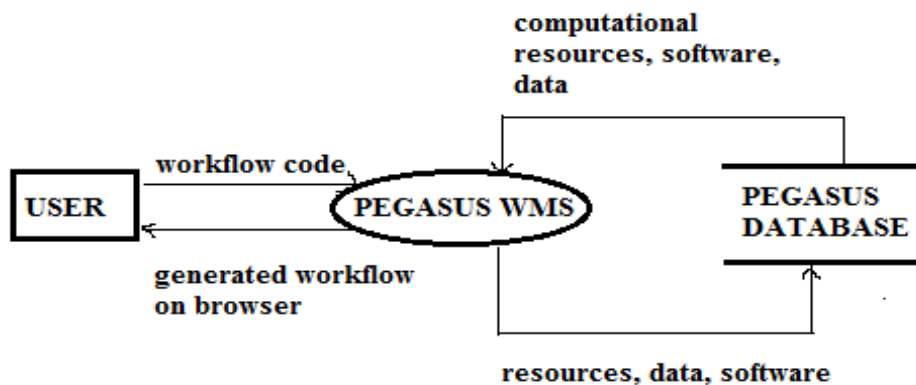 computational
resources, software,
data
workflow code
USER
PEGASUS WMS
PEGASUS
DATABASE
generated workflow
on browser
resources, data, software